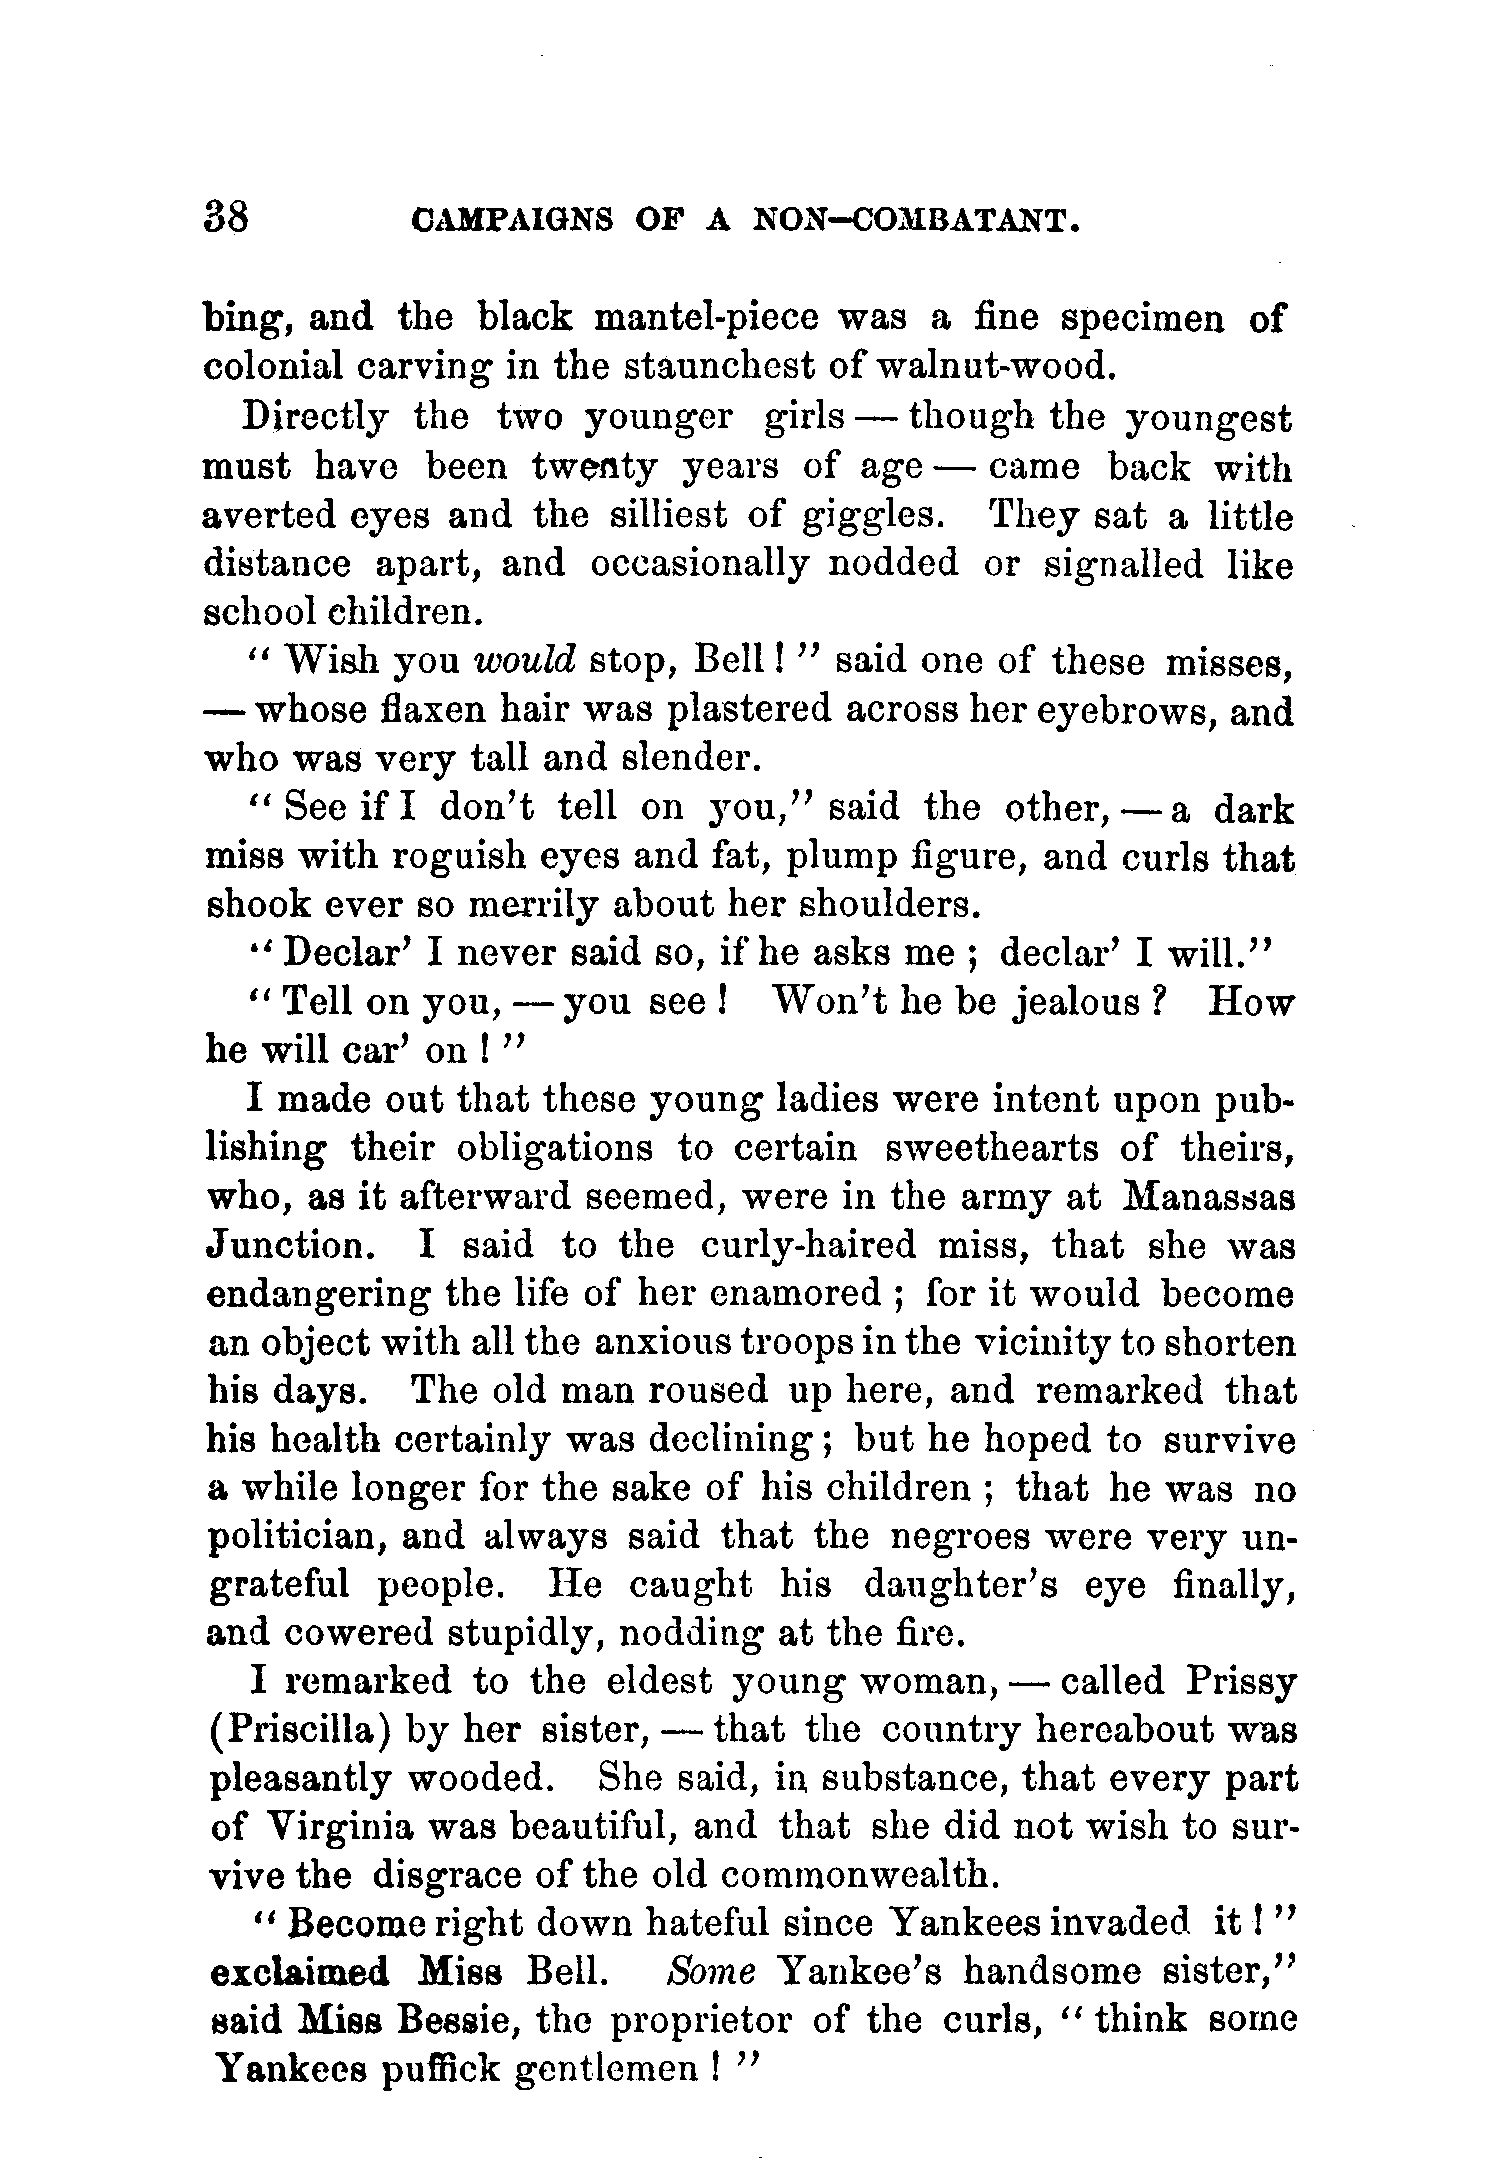 38 CAMPAIGNS OF A NON-COMBATANT.
bing, and the black mantel-piece was a fine specimen of
colonial carving in the staunchest of walnut-wood.
Directly the two younger girls — though the youngest
must have been twenty years of age — came back with
averted eyes and the silliest of giggles. They sat a little
distance apart, and occasionally nodded or signalled like
school children.
" Wish you would stop, Bell ! " said one of these misses,
— whose flaxen hair was plastered across her eyebrows, and
who was very tall and slender.
" See if I don't tell on you," said the other, — a dark
miss with roguish eyes and fat, plump figure, and curls that
shook ever so merrily about her shoulders.
" Declar' I never said so, if he asks me ; declar' I will."
" Tell on you, — you see ! Won't he be jealous ? How
he will car' on ! "
I made out that these young ladies were intent upon pub-
lishing their obligations to certain sweethearts of theirs,
who, as it afterward seemed, were in the army at Manassas
Junction. I said to the curly-haired miss, that she was
endangering the life of her enamored ; for it would become
an object with all the anxious troops in the vicinity to shorten
his days. The old man roused up here, and remarked that
his health certainly was declining ; but he hoped to survive
a while longer for the sake of his children ; that he was no
politician, and always said that the negroes were very un-
grateful people. He caught his daughter's eye finally,
and cowered stupidly, nodding at the fire.
I remarked to the eldest young woman, — called Prissy
(Priscilla) by her sister, — that the country hereabout was
pleasantly wooded. She said, in substance, that every part
of Virginia was beautiful, and that she did not wish to sur-
vive the disgrace of the old commonwealth.
" Become right down hateful since Yankees invaded it ! "
exclaimed Miss Bell. Some Yankee's handsome sister,"
said Miss Bessie, the proprietor of the curls, " think some
Yankees puffick gentlemen ! "